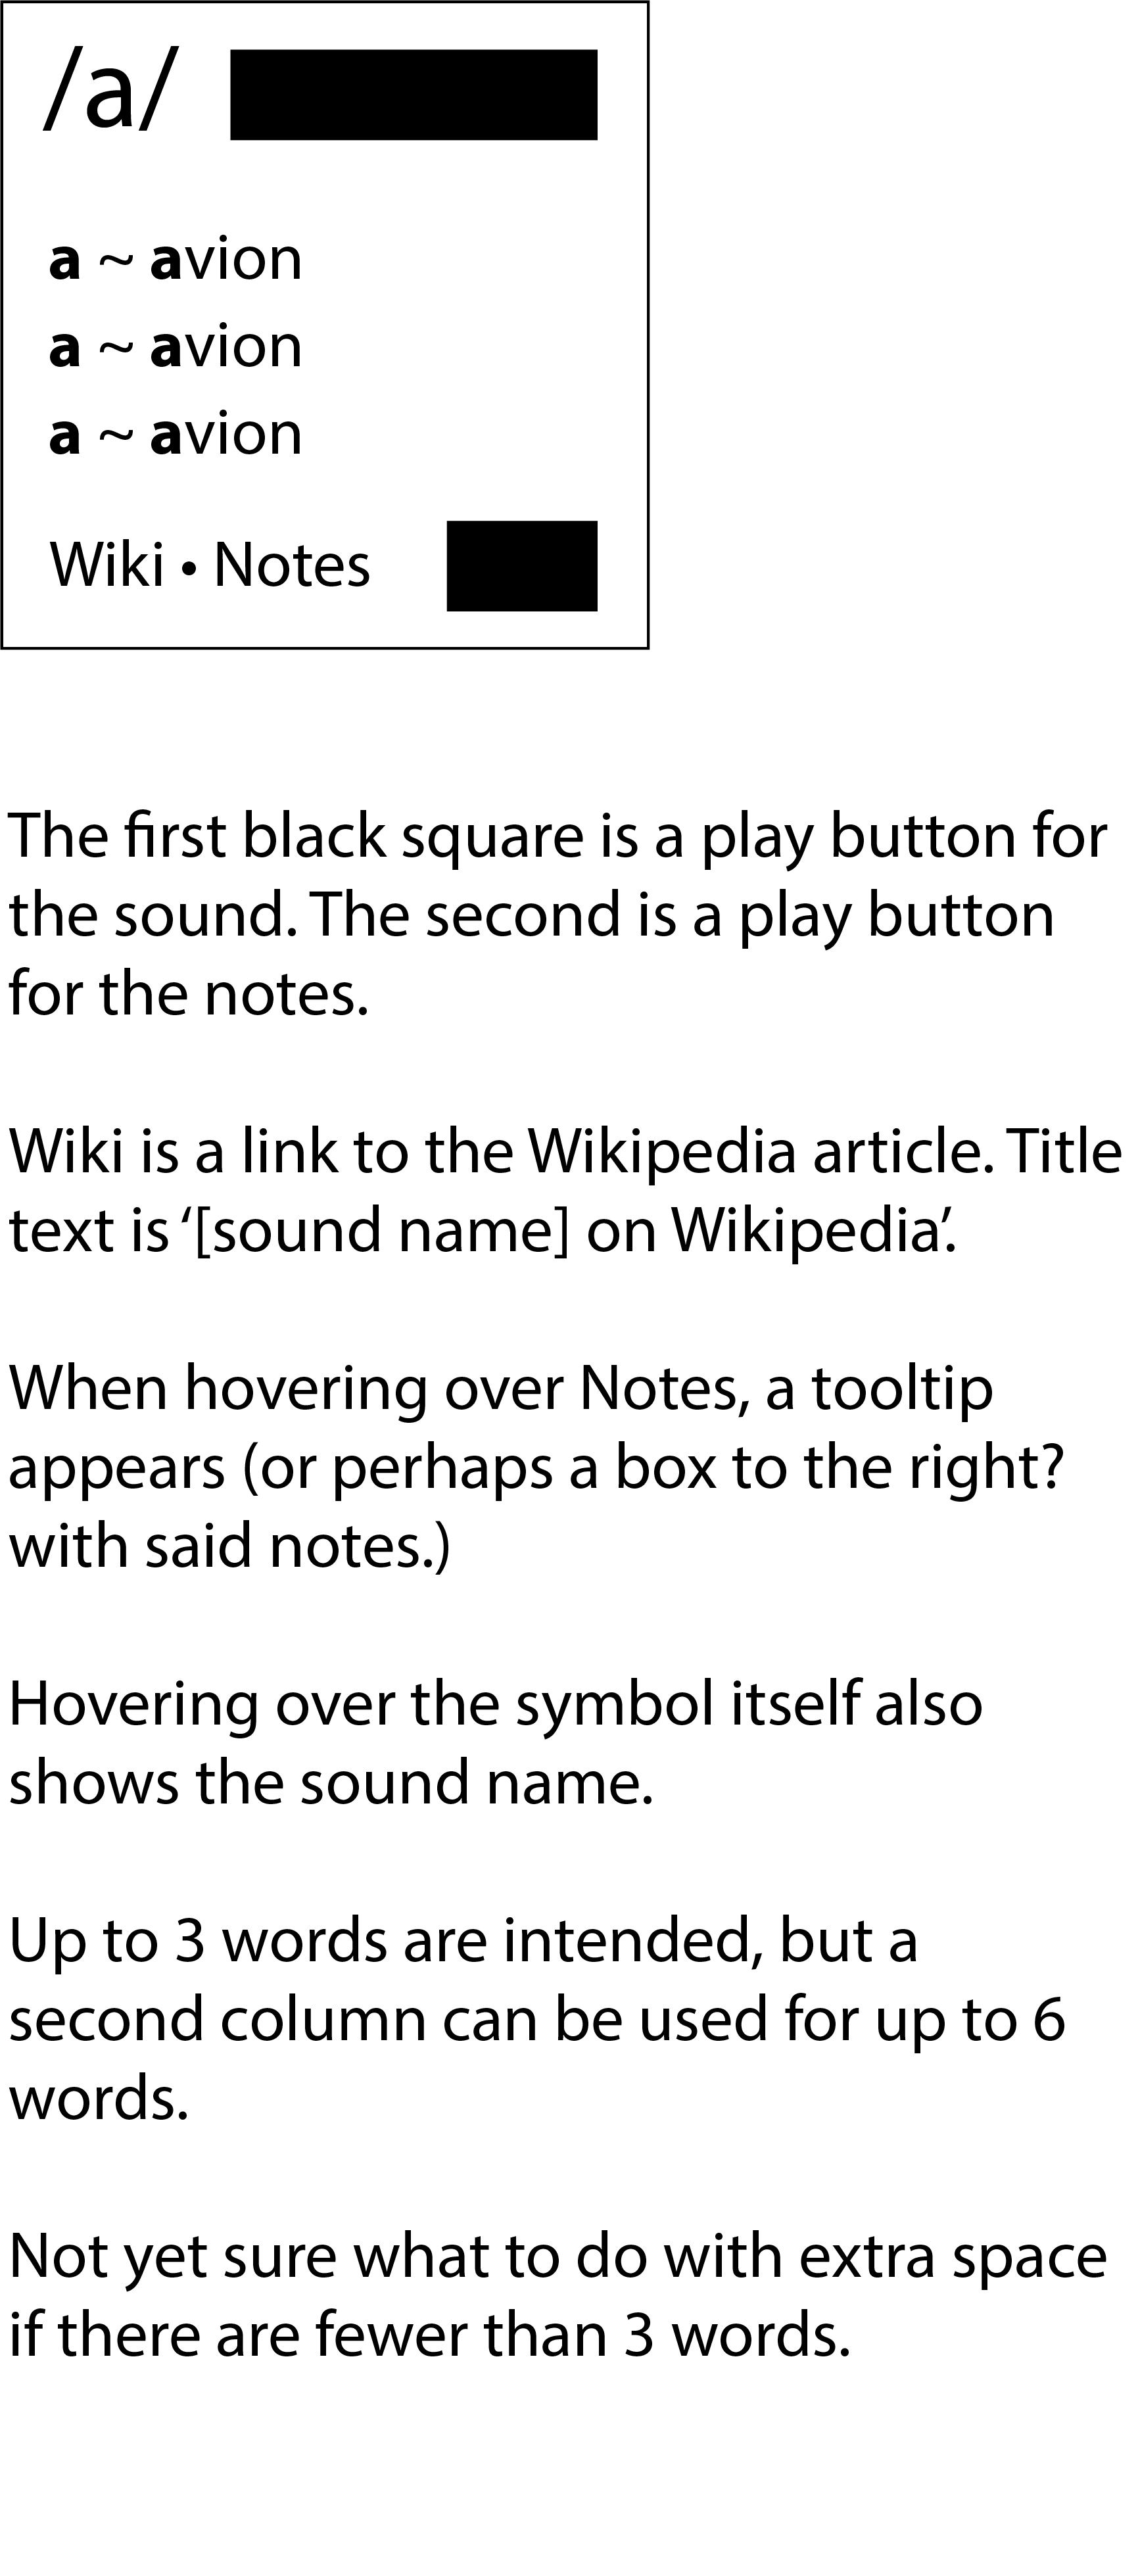 /a/
a ~ avion
a ~ avion
a ~ avion
Wiki • Notes
The first black square is a play button for
the sound. The second is a play button
for the notes.
Wiki is a link to the Wikipedia article. Title
text is ‘[sound name] on Wikipedia’.
When hovering over Notes, a tooltip
appears (or perhaps a box to the right?
with said notes.)
Hovering over the symbol itself also
shows the sound name.
Up to 3 words are intended, but a
second column can be used for up to 6
words.
Not yet sure what to do with extra space
if there are fewer than 3 words.